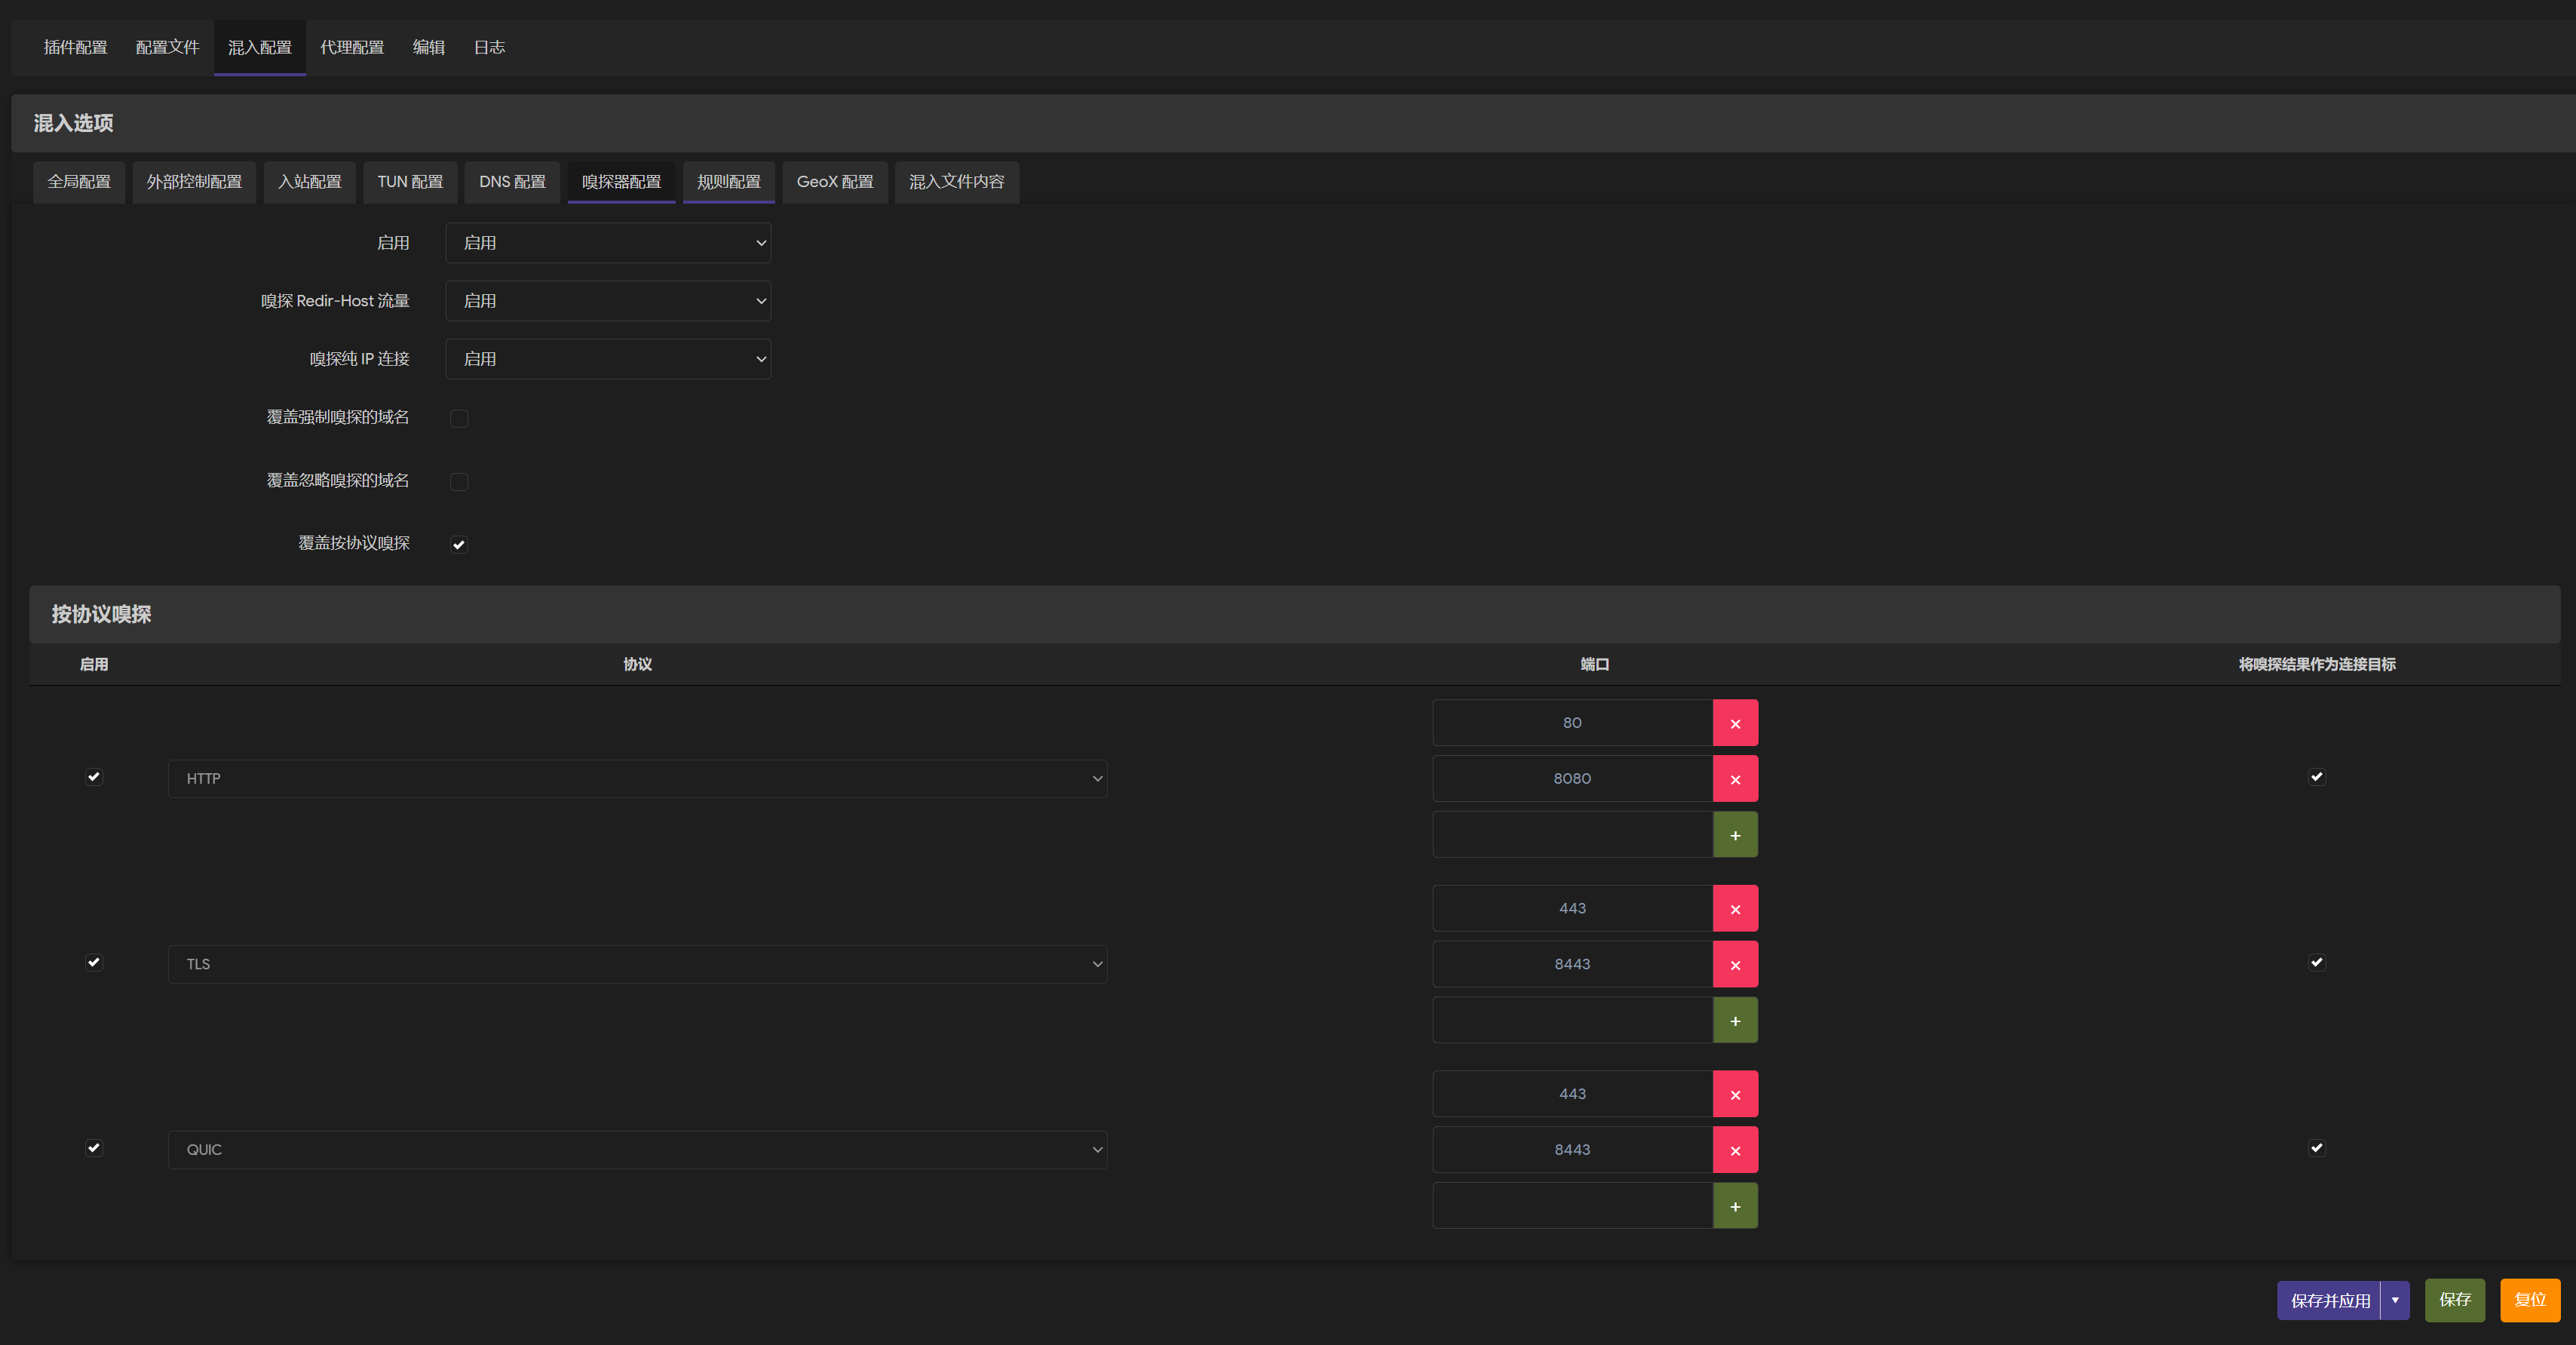 插件配置 配置文件 混入配置 代理配置 编辑 日志
混入选项
全局配置 外部控制配置 入站配置 TUN 配置 DNS 配置 嗅探器配置 规则配置 GeoX 配置 混入文件内容
启用 启用
嗅探 Redir-Host 流量 启用
嗅探纯 IP 连接 启用
覆盖强制嗅探的域名
覆盖忽略嗅探的域名
覆盖按协议嗅探
按协议嗅探
启用 协议 端口 将嗅探结果作为连接目标
80
HTTP 8080
443
TLS 8443
443
QUIC 8443
保存并应用 保存 复位